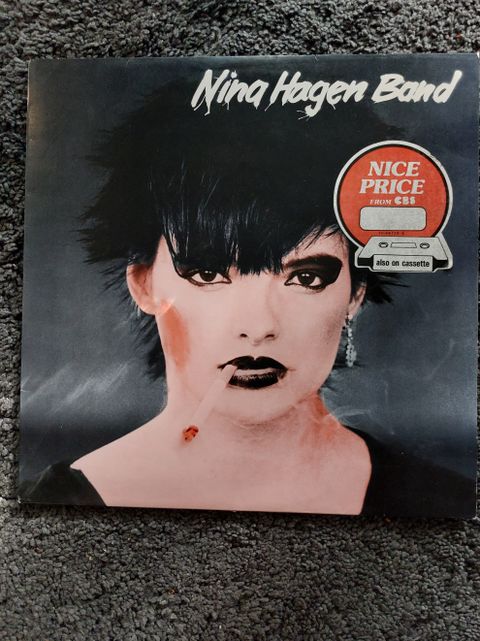 Nina Hagen Band
NICE
PRICE
FROM CBS
also on cassette